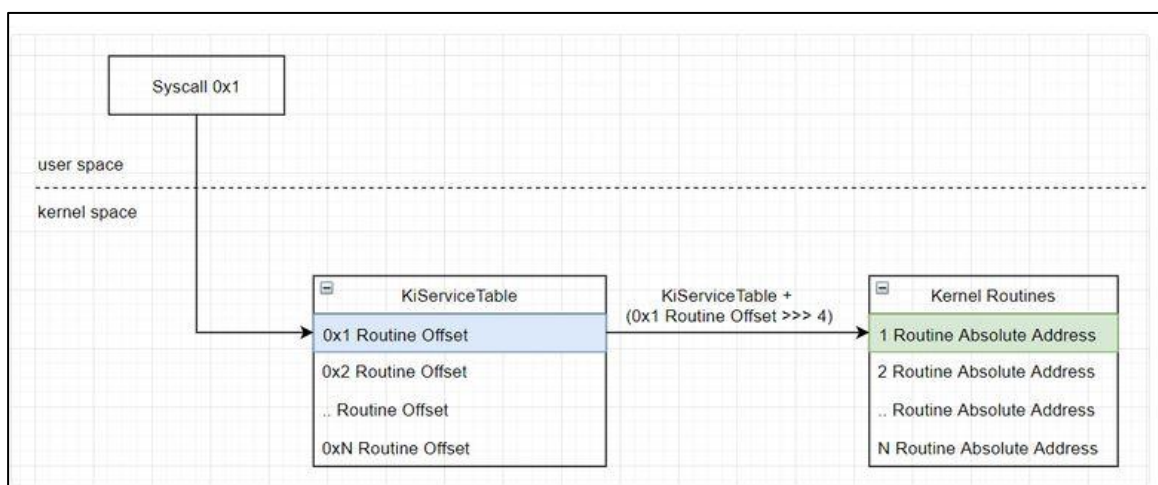 Syscall 0x1
user space
kernel space
KiServiceTable
0x1 Routine Offset
0x2 Routine Offset
.. Routine Offset
0xN Routine Offset
KiServiceTable +
(0x1 Routine Offset >>> 4)
Kernel Routines
1 Routine Absolute Address
2 Routine Absolute Address
.. Routine Absolute Address
N Routine Absolute Address